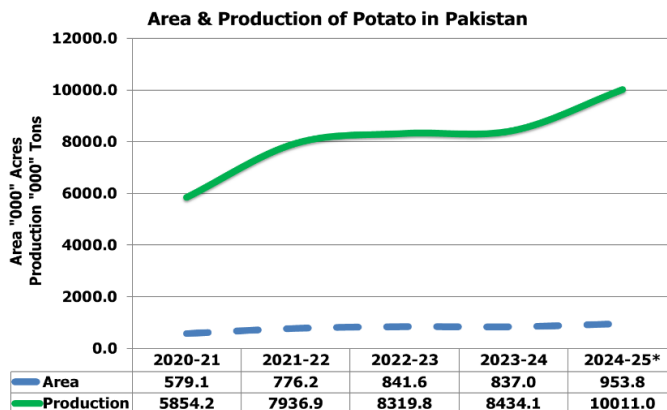 Area & Production of Potato in Pakistan
Area "000" Acres
Production "000" Tons
12000.0
10000.0
8000.0
6000.0
4000.0
2000.0
0.0
2020-21 2021-22 2022-23 2023-24 2024-25*
Area 579.1 776.2 841.6 837.0 953.8
Production 5854.2 7936.9 8319.8 8434.1 10011.0